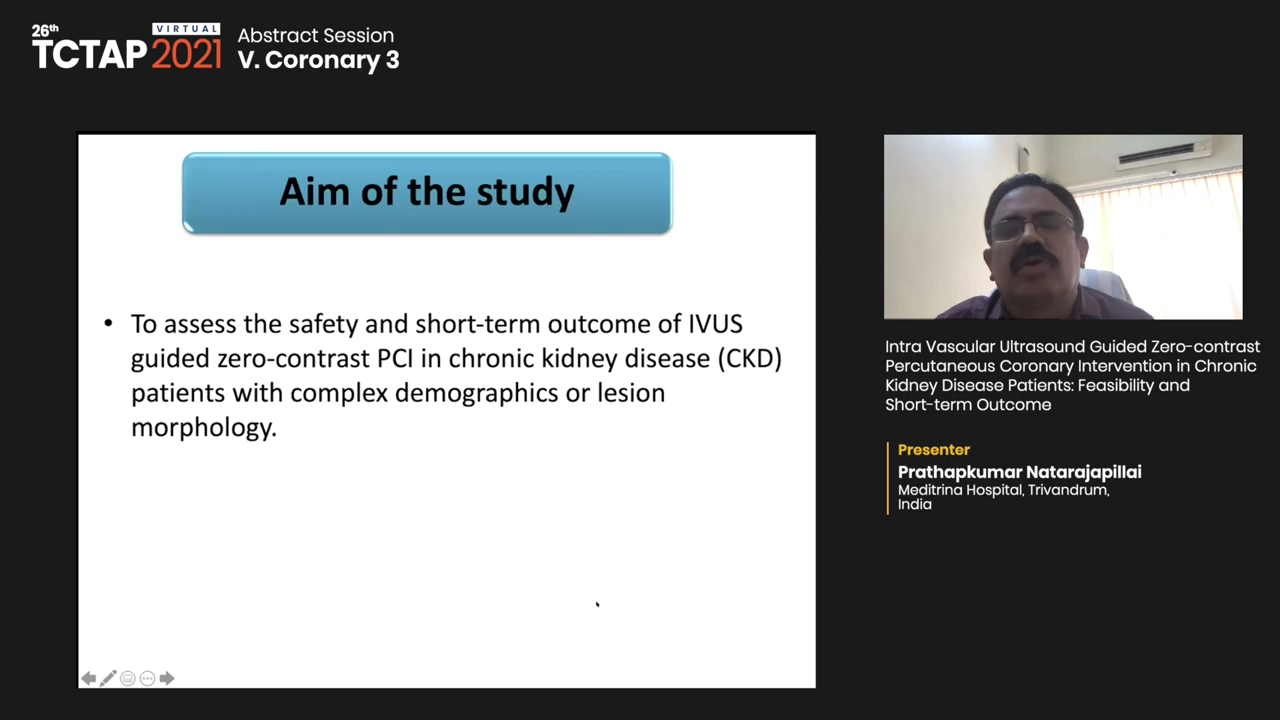 26th
VIRTUAL
TCTAP 2021
Abstract Session
V. Coronary 3
Aim of the study
• To assess the safety and short-term outcome of IVUS
guided zero-contrast PCI in chronic kidney disease (CKD)
patients with complex demographics or lesion
morphology.
Intra Vascular Ultrasound Guided Zero-contrast
Percutaneous Coronary Intervention in Chronic
Kidney Disease Patients: Feasibility and
Short-term Outcome
Presenter
Prathapkumar Natarajapillai
Meditrina Hospital, Trivandrum,
India